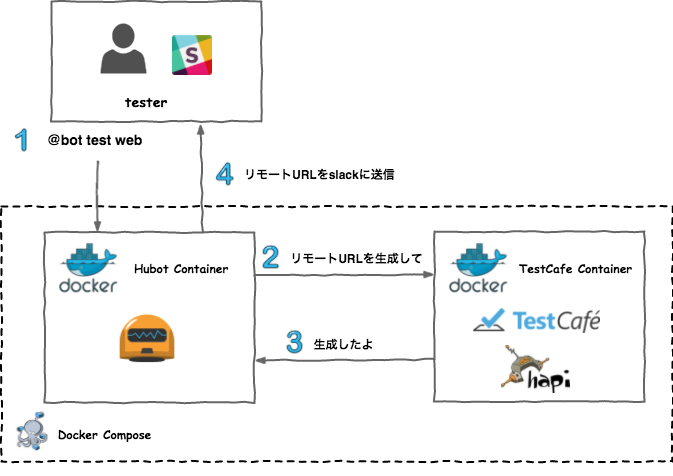 S
tester
1 @bot test web
4 リモートURLをslackに送信
docker
Hubot Container
2 リモートURLを生成して
docker
TestCafe Container
TestCafé
3 生成したよ
hapi
Docker Compose